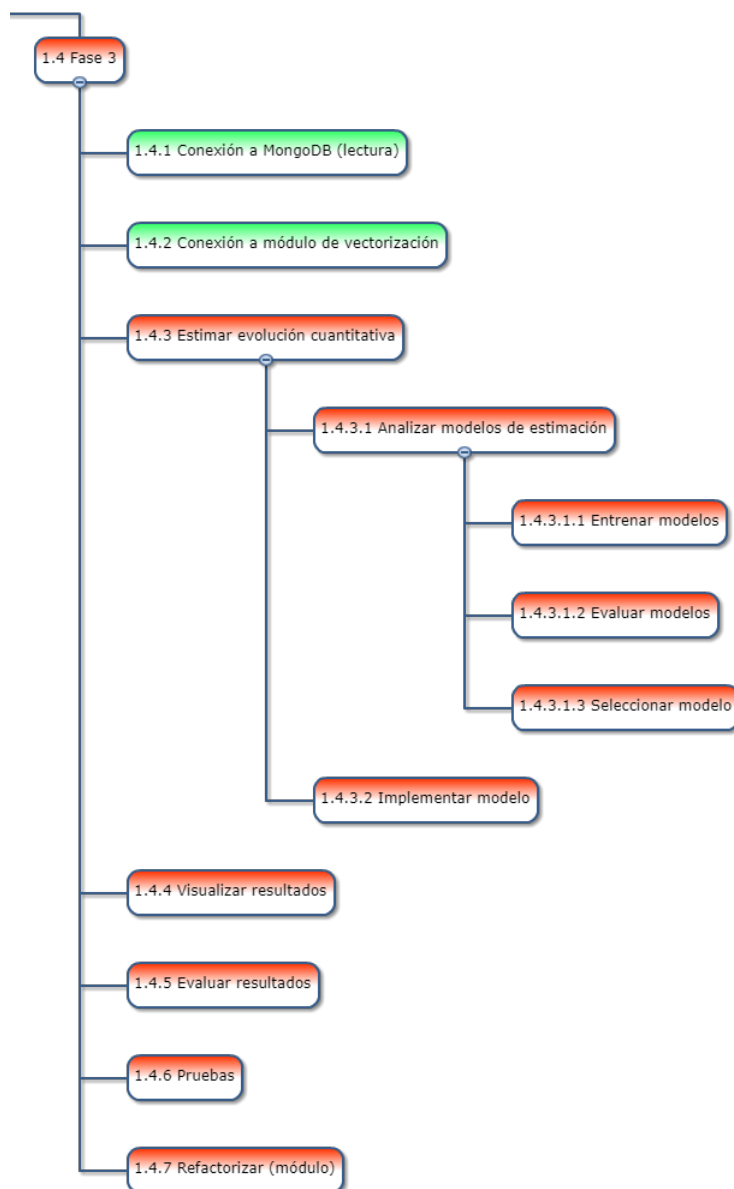 1.4 Fase 3
1.4.1 Conexión a MongoDB (lectura)
1.4.2 Conexión a módulo de vectorización
1.4.3 Estimar evolución cuantitativa
1.4.3.1 Analizar modelos de estimación
1.4.3.1.1 Entrenar modelos
1.4.3.1.2 Evaluar modelos
1.4.3.1.3 Seleccionar modelo
1.4.3.2 Implementar modelo
1.4.4 Visualizar resultados
1.4.5 Evaluar resultados
1.4.6 Pruebas
1.4.7 Refactorizar (módulo)